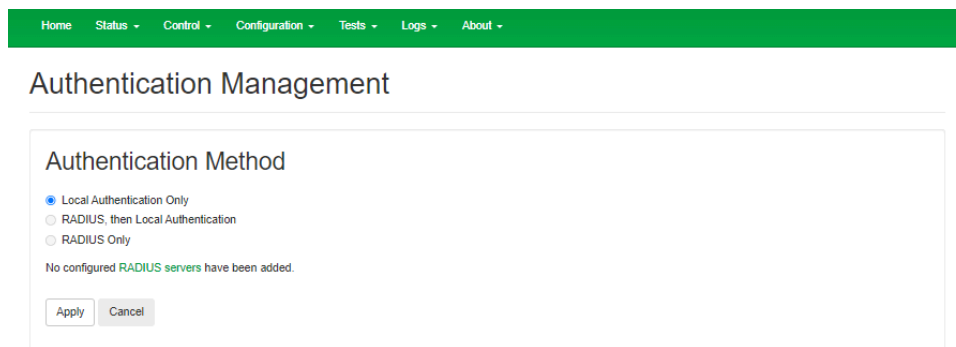 Home Status Control Configuration Tests Logs About
Authentication Management
Authentication Method
Local Authentication Only
RADIUS, then Local Authentication
RADIUS Only
No configured RADIUS servers have been added.
Apply Cancel